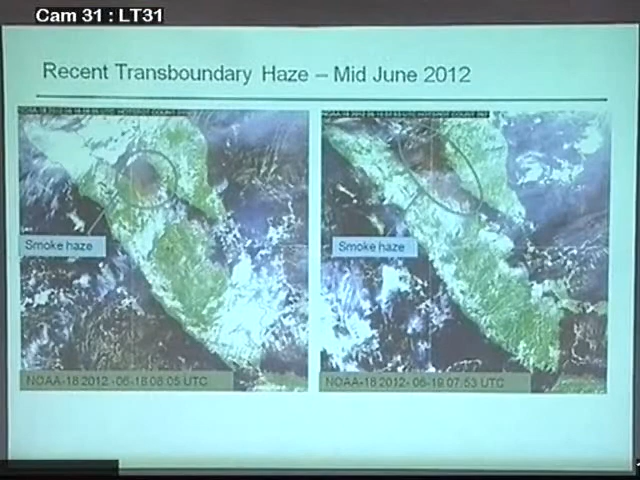 Cam 31 : LT31
Recent Transboundary Haze – Mid June 2012
Smoke haze
Smoke haze
NOAA-18 2012 -06-18 08:05 UTC
NOAA-18 2012- 06-19 07:53 UTC